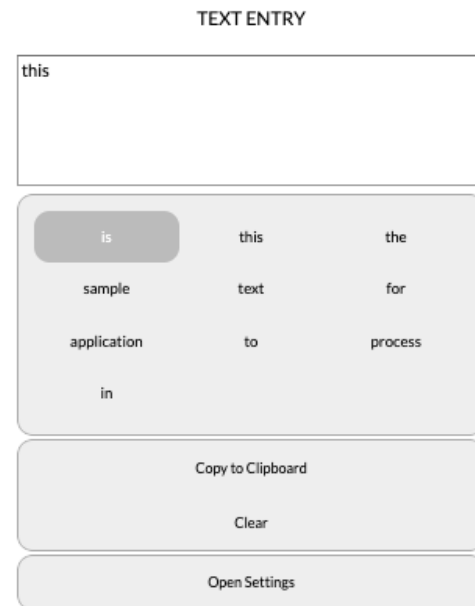 TEXT ENTRY
this
is this the
sample text for
application to process
in
Copy to Clipboard
Clear
Open Settings